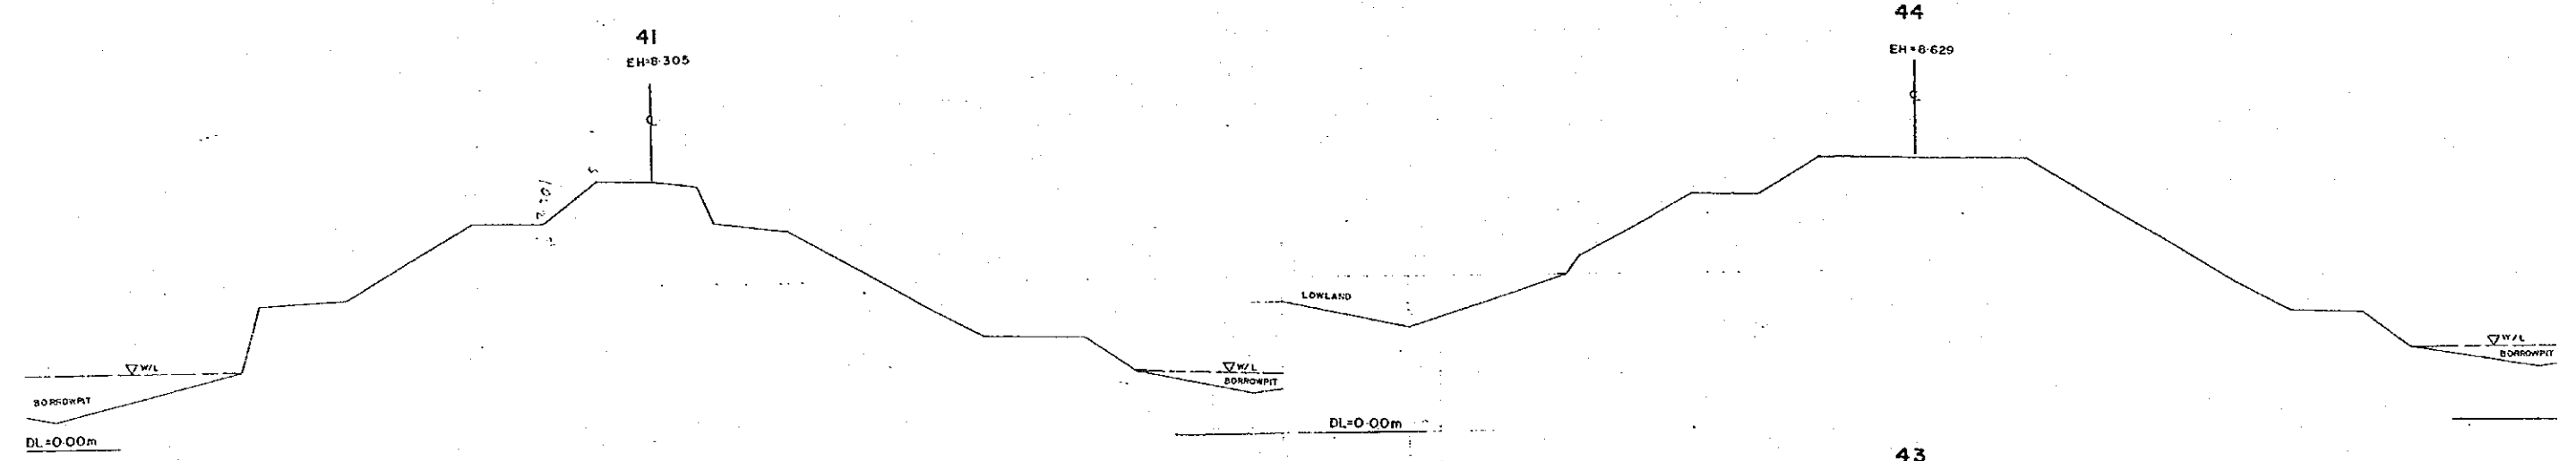 41
EH=8·305
W/L
BORROWPIT
DL=0·00m
W/L
BORROWPIT
44
EH=8·629
LOWLAND
DL=0·00m
W/L
BORROWPIT
43